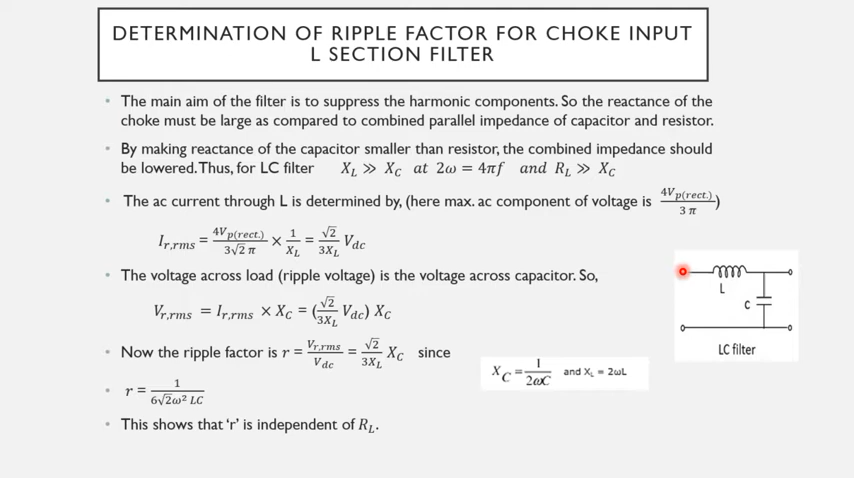 DETERMINATION OF RIPPLE FACTOR FOR CHOKE INPUT
L SECTION FILTER
• The main aim of the filter is to suppress the harmonic components. So the reactance of the
choke must be large as compared to combined parallel impedance of capacitor and resistor.
• By making reactance of the capacitor smaller than resistor, the combined impedance should
be lowered. Thus, for LC filter X_L ≫ X_C at 2ω = 4πf and R_L ≫ X_C
• The ac current through L is determined by, (here max. ac component of voltage is 4V_p(rect.)/3 π)
I_r,rms = 4V_p(rect.)/3√2 π × 1/X_L = √2/3X_L V_dc
• The voltage across load (ripple voltage) is the voltage across capacitor. So,
V_r,rms = I_r,rms × X_C = (√2/3X_L V_dc) X_C
• Now the ripple factor is r = V_r,rms/V_dc = √2/3X_L X_C since
X_C = 1/2ωC and X_L = 2ωL
• r = 1/6√2ω² LC
• This shows that ‘r’ is independent of R_L.
L
C
LC filter